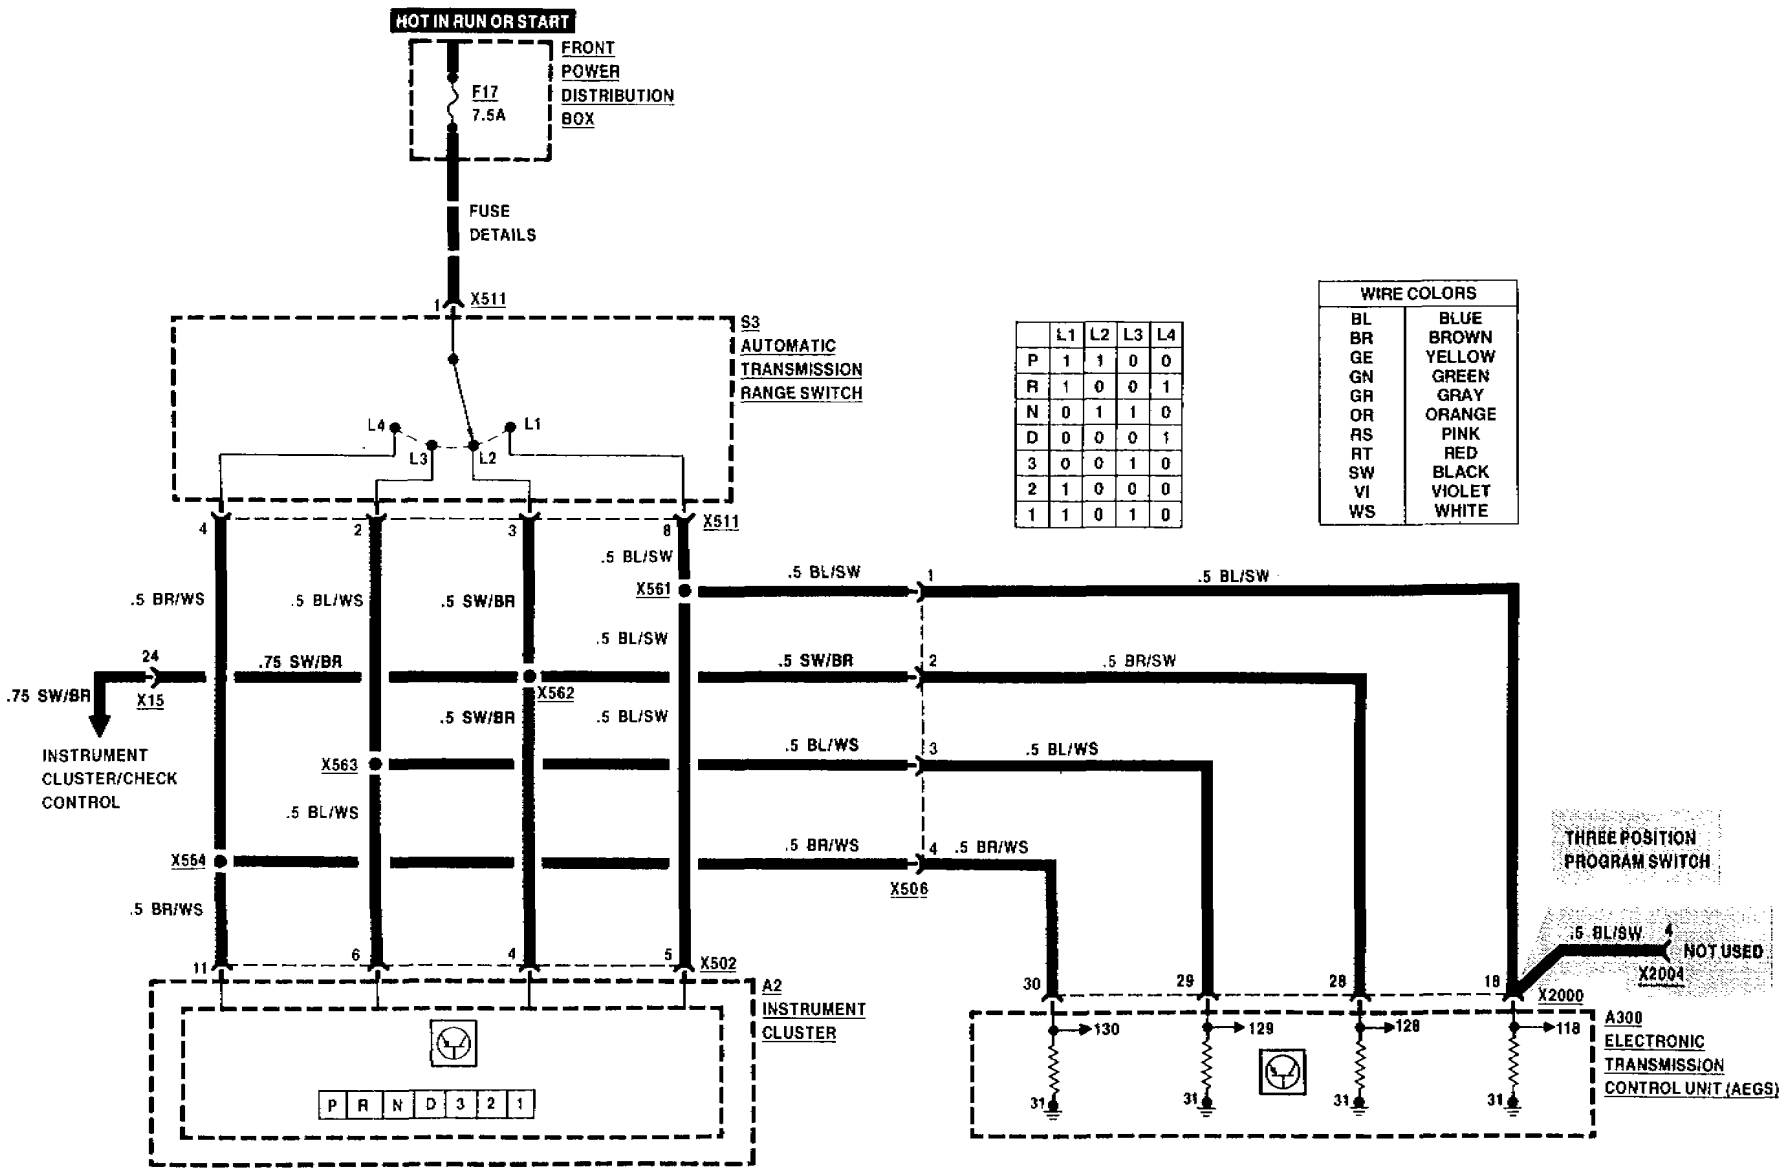 HOT IN RUN OR START
FRONT
POWER
DISTRIBUTION
BOX
F17
7.5A
FUSE
DETAILS
1
X511
S3
AUTOMATIC
TRANSMISSION
RANGE SWITCH
L4
L3
L2
L1
L1 L2 L3 L4
P 1 1 0 0
R 1 0 0 1
N 0 1 1 0
D 0 0 0 1
3 0 0 1 0
2 1 0 0 0
1 1 0 1 0
WIRE COLORS
BL BLUE
BR BROWN
GE YELLOW
GN GREEN
GR GRAY
OR ORANGE
RS PINK
RT RED
SW BLACK
VI VIOLET
WS WHITE
4
2
3
8
X511
.5 BL/SW
X561
.5 BL/SW
1
.5 BL/SW
.5 BR/WS
.5 BL/WS
.5 SW/BR
.5 BL/SW
24
.75 SW/BR
.5 SW/BR
2
.5 BR/SW
.75 SW/BR
X15
X562
.5 SW/BR
.5 BL/SW
INSTRUMENT
CLUSTER/CHECK
CONTROL
X563
.5 BL/WS
3
.5 BL/WS
.5 BL/WS
X564
.5 BR/WS
4
.5 BR/WS
X506
THREE POSITION
PROGRAM SWITCH
.5 BR/WS
.5 BL/SW
4
NOT USED
X2004
11
6
4
5
X502
30
29
28
18
X2000
A2
INSTRUMENT
CLUSTER
130
129
128
118
A300
ELECTRONIC
TRANSMISSION
CONTROL UNIT (AEGS)
31
31
31
31
P R N D 3 2 1